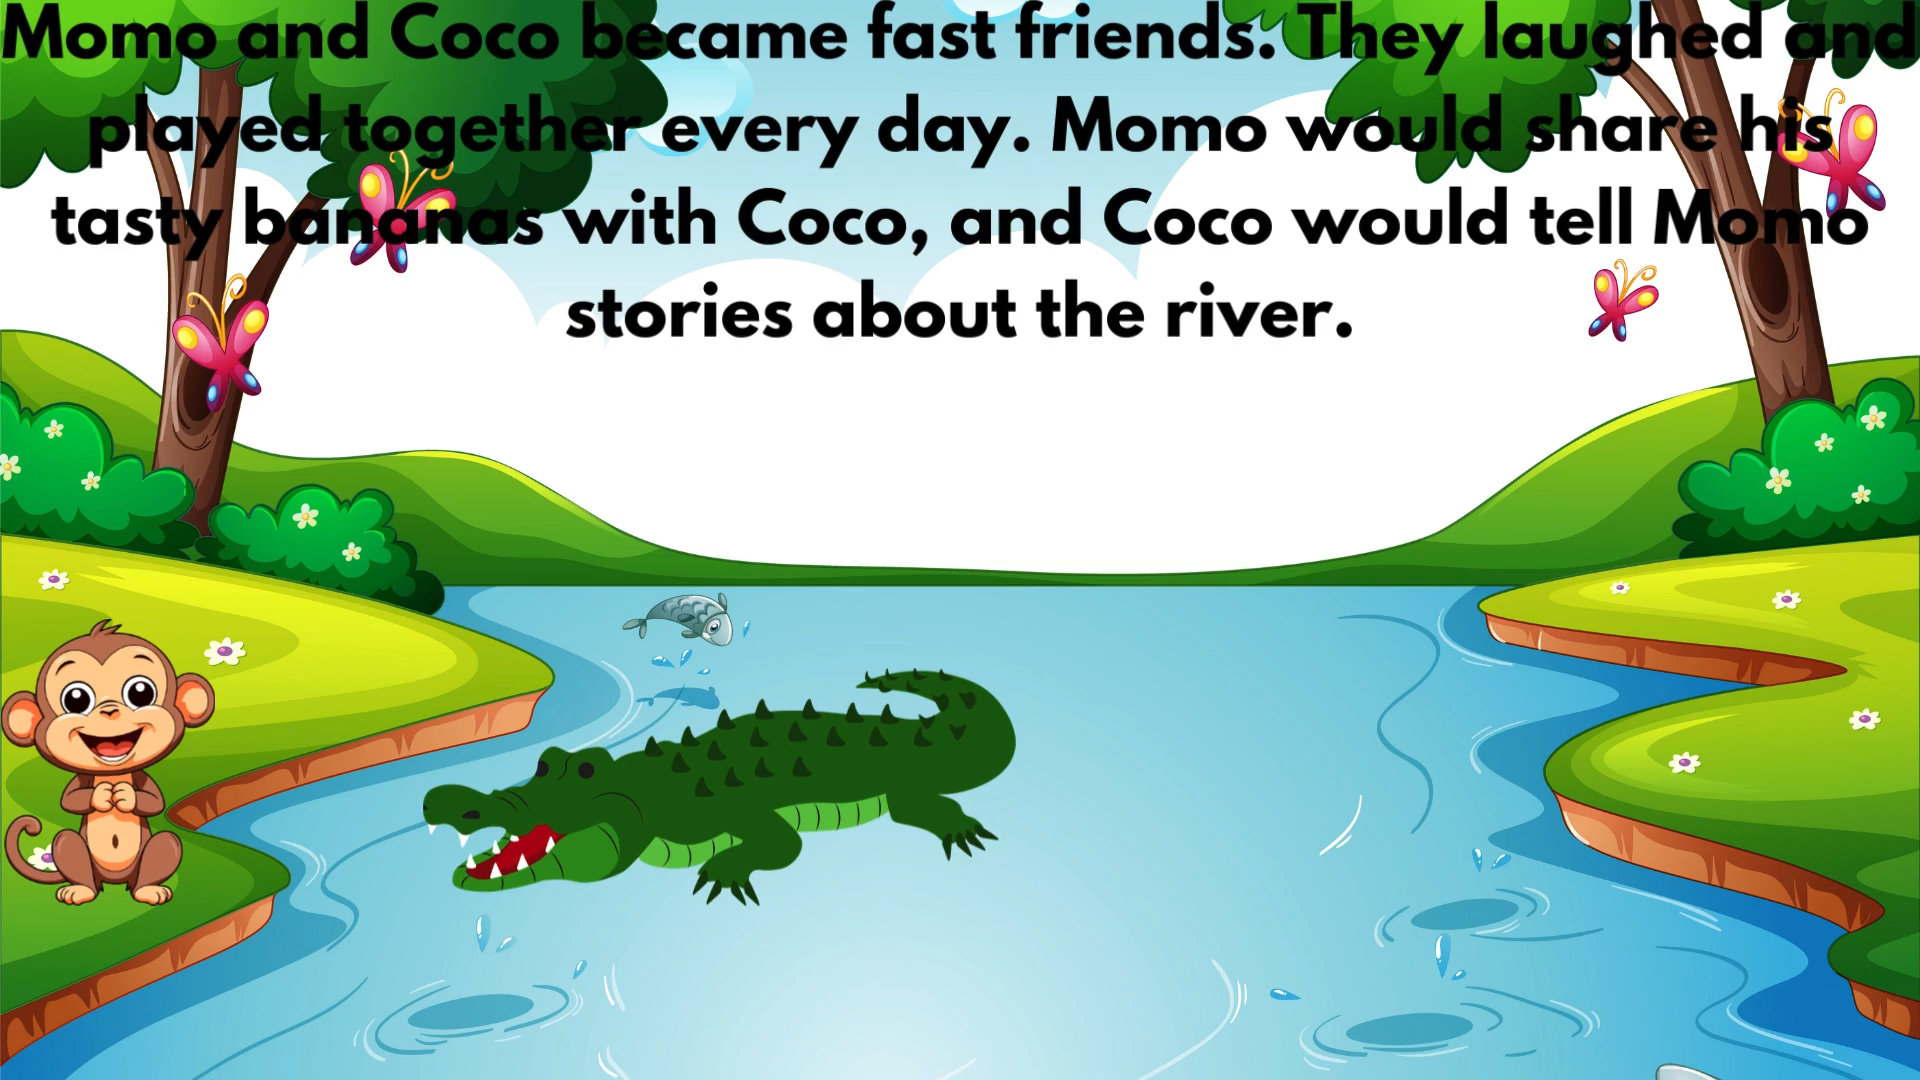 Momo and Coco became fast friends. They laughed and
played together every day. Momo would share his
tasty bananas with Coco, and Coco would tell Momo
stories about the river.